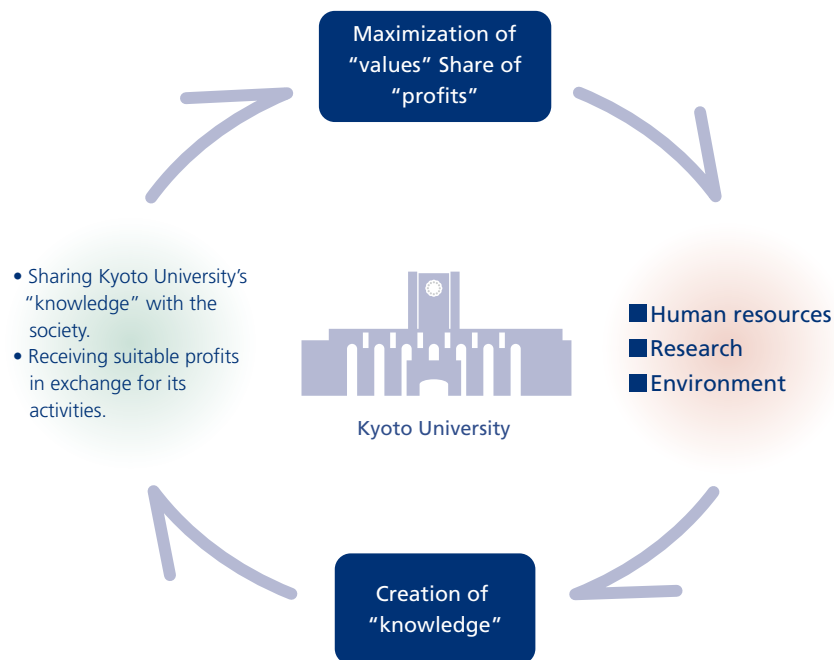 Maximization of
“values” Share of
“profits”
• Sharing Kyoto University’s
“knowledge” with the
society.
• Receiving suitable profits
in exchange for its
activities.
Kyoto University
■Human resources
■Research
■Environment
Creation of
“knowledge”